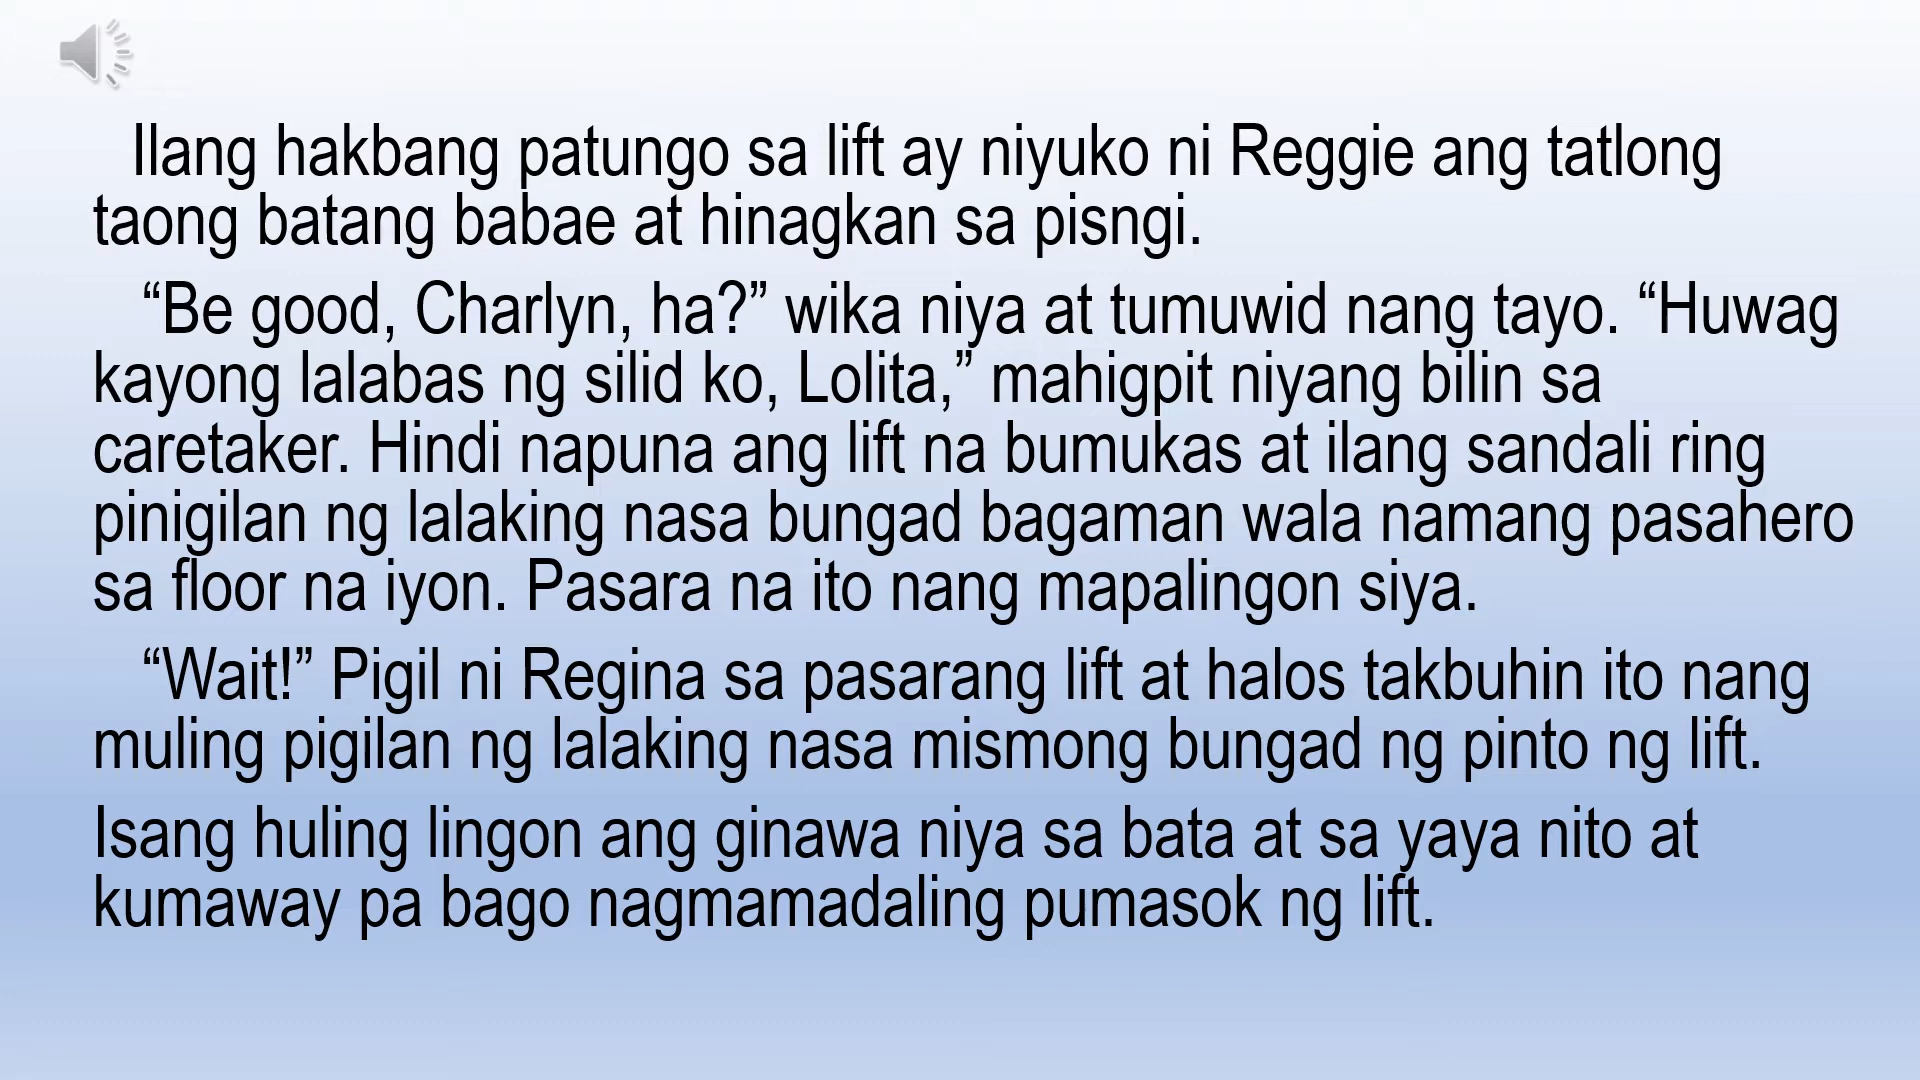 Ilang hakbang patungo sa lift ay niyuko ni Reggie ang tatlong
taong batang babae at hinagkan sa pisngi.
“Be good, Charlyn, ha?” wika niya at tumuwid nang tayo. “Huwag
kayong lalabas ng silid ko, Lolita,” mahigpit niyang bilin sa
caretaker. Hindi napuna ang lift na bumukas at ilang sandali ring
pinigilan ng lalaking nasa bungad bagaman wala namang pasahero
sa floor na iyon. Pasara na ito nang mapalingon siya.
“Wait!” Pigil ni Regina sa pasarang lift at halos takbuhin ito nang
muling pigilan ng lalaking nasa mismong bungad ng pinto ng lift.
Isang huling lingon ang ginawa niya sa bata at sa yaya nito at
kumaway pa bago nagmamadaling pumasok ng lift.